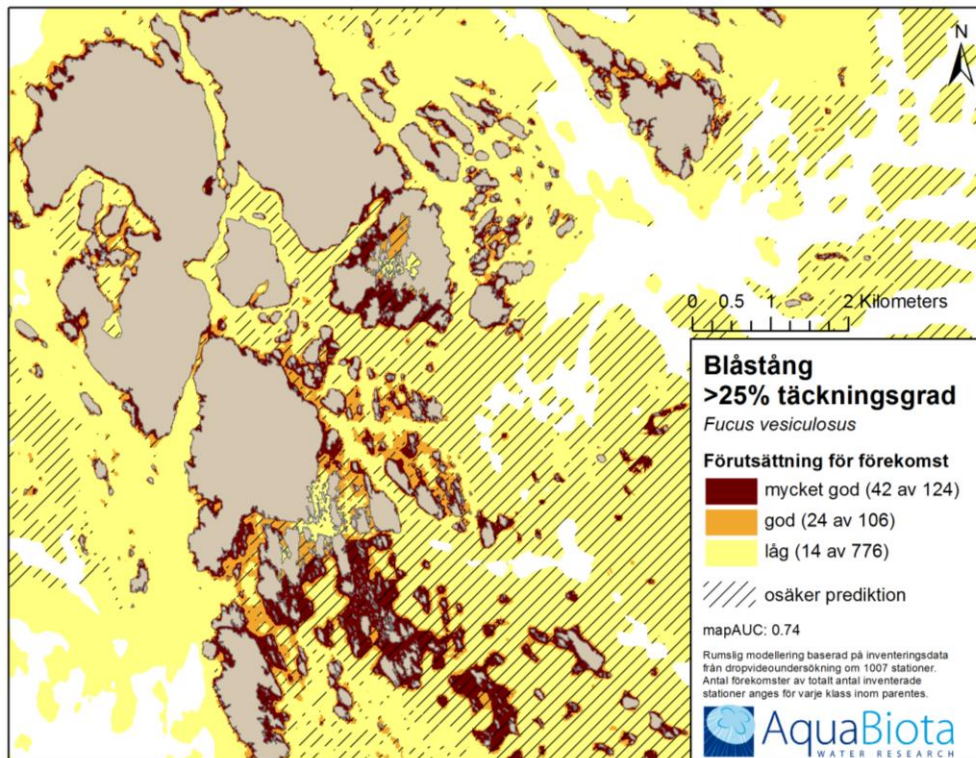 N
0 0.5 1 2 Kilometers
Blåstång
>25% täckningsgrad
Fucus vesiculosus
Förutsättning för förekomst
mycket god (42 av 124)
god (24 av 106)
låg (14 av 776)
osäker prediktion
mapAUC: 0.74
Rumslig modellering baserad på inventeringsdata
från dropvideoundersökning om 1007 stationer.
Antal förekomster av totalt antal inventerade
stationer anges för varje klass inom parentes.
AquaBiota
WATER RESEARCH